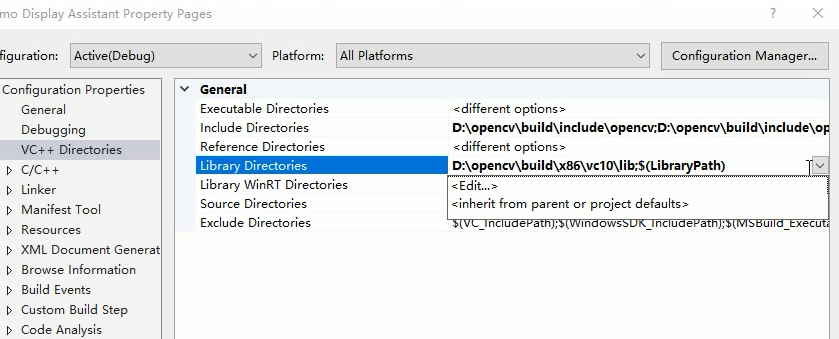 mo Display Assistant Property Pages
figuration: Active(Debug) Platform: All Platforms Configuration Manager...
Configuration Properties
General
Debugging
VC++ Directories
C/C++
Linker
Manifest Tool
Resources
XML Document Generat
Browse Information
Build Events
Custom Build Step
Code Analysis
General
Executable Directories <different options>
Include Directories D:\opencv\build\include\opencv;D:\opencv\build\include\op
Reference Directories <different options>
Library Directories D:\opencv\build\x86\vc10\lib;$(LibraryPath)
<Edit...>
Library WinRT Directories
<inherit from parent or project defaults>
Source Directories
Exclude Directories $(VC_IncludePath);$(WindowsSDK_IncludePath);$(MSBuild_Executa